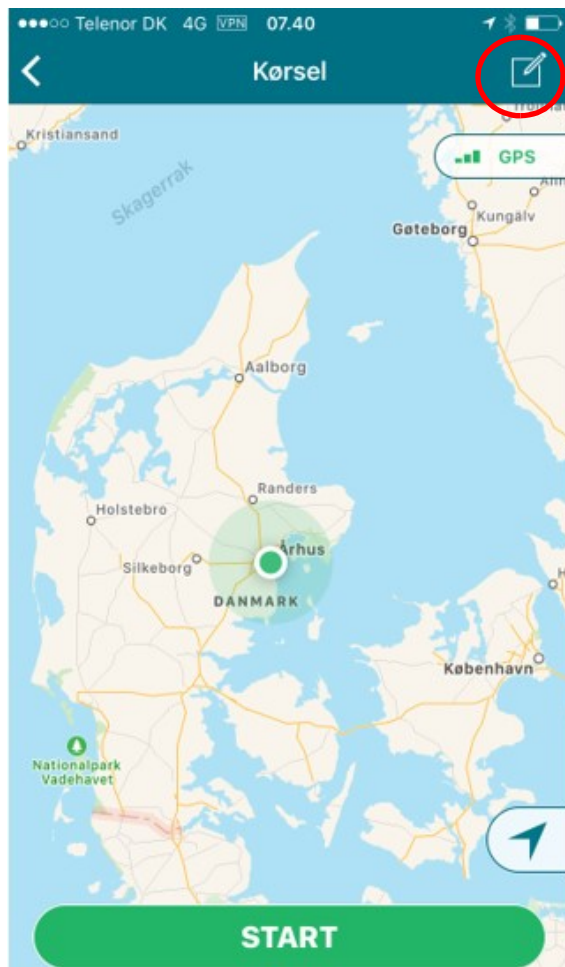 Telenor DK 4G VPN 07.40
Kørsel
Kristiansand
GPS
Skagerrak
Kungälv
Gøteborg
Aalborg
Randers
Holstebro
Århus
Silkeborg
DANMARK
København
Nationalpark
Vadehavet
START